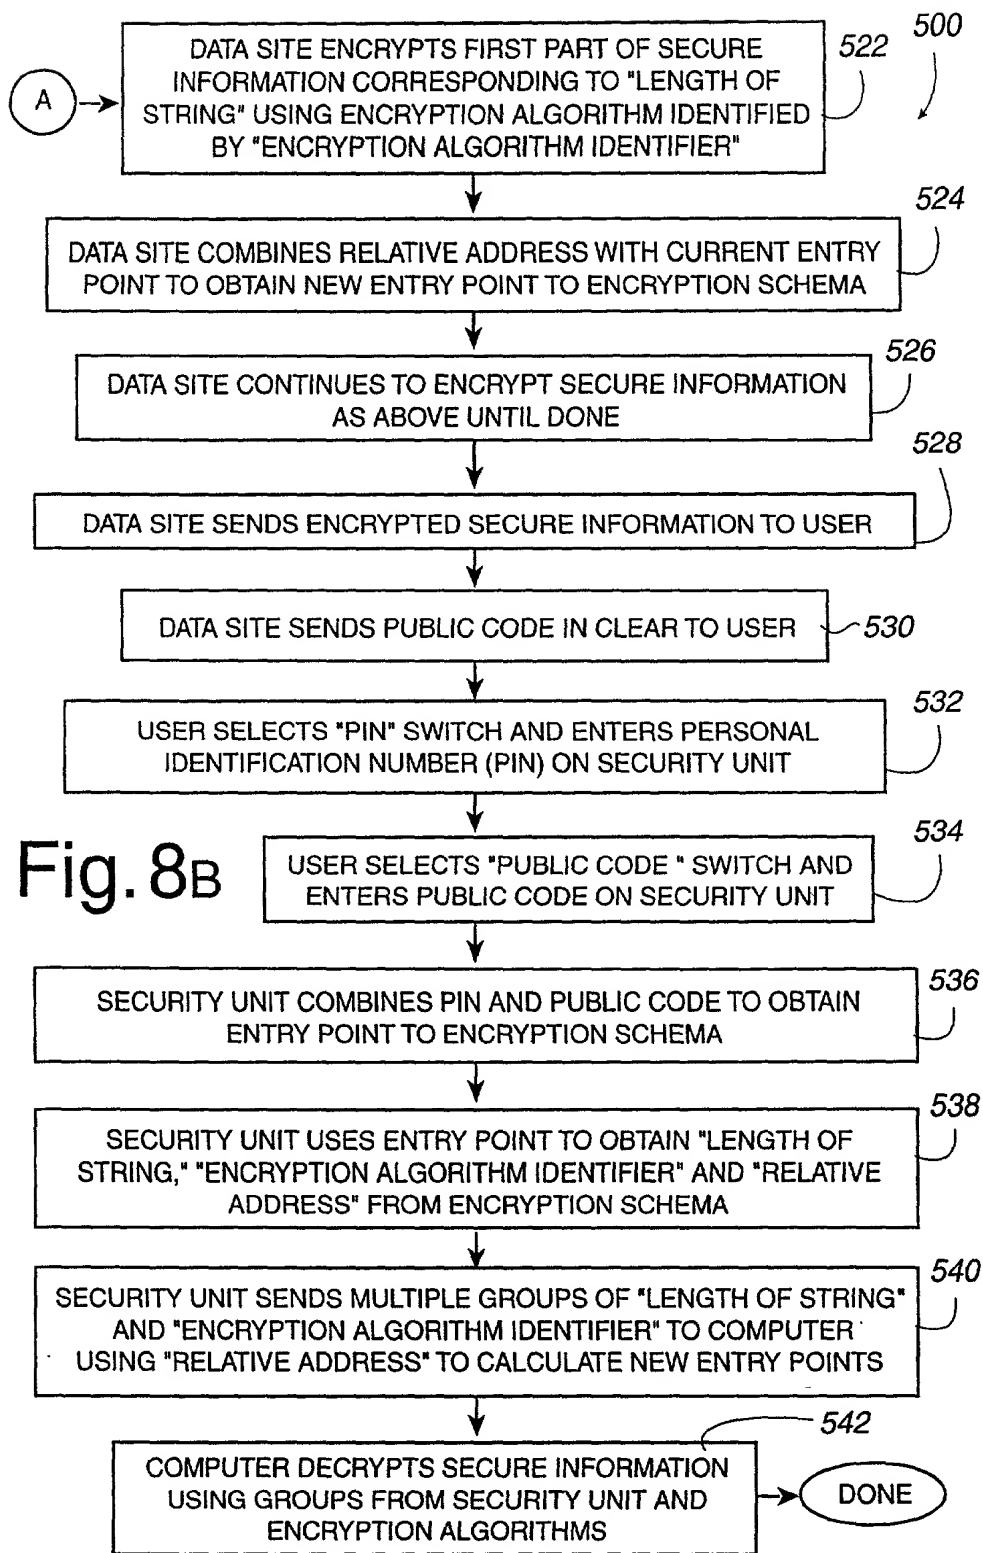 500
522
DATA SITE ENCRYPTS FIRST PART OF SECURE
INFORMATION CORRESPONDING TO "LENGTH OF
STRING" USING ENCRYPTION ALGORITHM IDENTIFIED
BY "ENCRYPTION ALGORITHM IDENTIFIER"
A
524
DATA SITE COMBINES RELATIVE ADDRESS WITH CURRENT ENTRY
POINT TO OBTAIN NEW ENTRY POINT TO ENCRYPTION SCHEMA
526
DATA SITE CONTINUES TO ENCRYPT SECURE INFORMATION
AS ABOVE UNTIL DONE
528
DATA SITE SENDS ENCRYPTED SECURE INFORMATION TO USER
DATA SITE SENDS PUBLIC CODE IN CLEAR TO USER
530
532
USER SELECTS "PIN" SWITCH AND ENTERS PERSONAL
IDENTIFICATION NUMBER (PIN) ON SECURITY UNIT
534
Fig. 8B
USER SELECTS "PUBLIC CODE " SWITCH AND
ENTERS PUBLIC CODE ON SECURITY UNIT
536
SECURITY UNIT COMBINES PIN AND PUBLIC CODE TO OBTAIN
ENTRY POINT TO ENCRYPTION SCHEMA
538
SECURITY UNIT USES ENTRY POINT TO OBTAIN "LENGTH OF
STRING," "ENCRYPTION ALGORITHM IDENTIFIER" AND "RELATIVE
ADDRESS" FROM ENCRYPTION SCHEMA
540
SECURITY UNIT SENDS MULTIPLE GROUPS OF "LENGTH OF STRING"
AND "ENCRYPTION ALGORITHM IDENTIFIER" TO COMPUTER
USING "RELATIVE ADDRESS" TO CALCULATE NEW ENTRY POINTS
542
COMPUTER DECRYPTS SECURE INFORMATION
USING GROUPS FROM SECURITY UNIT AND
ENCRYPTION ALGORITHMS
DONE